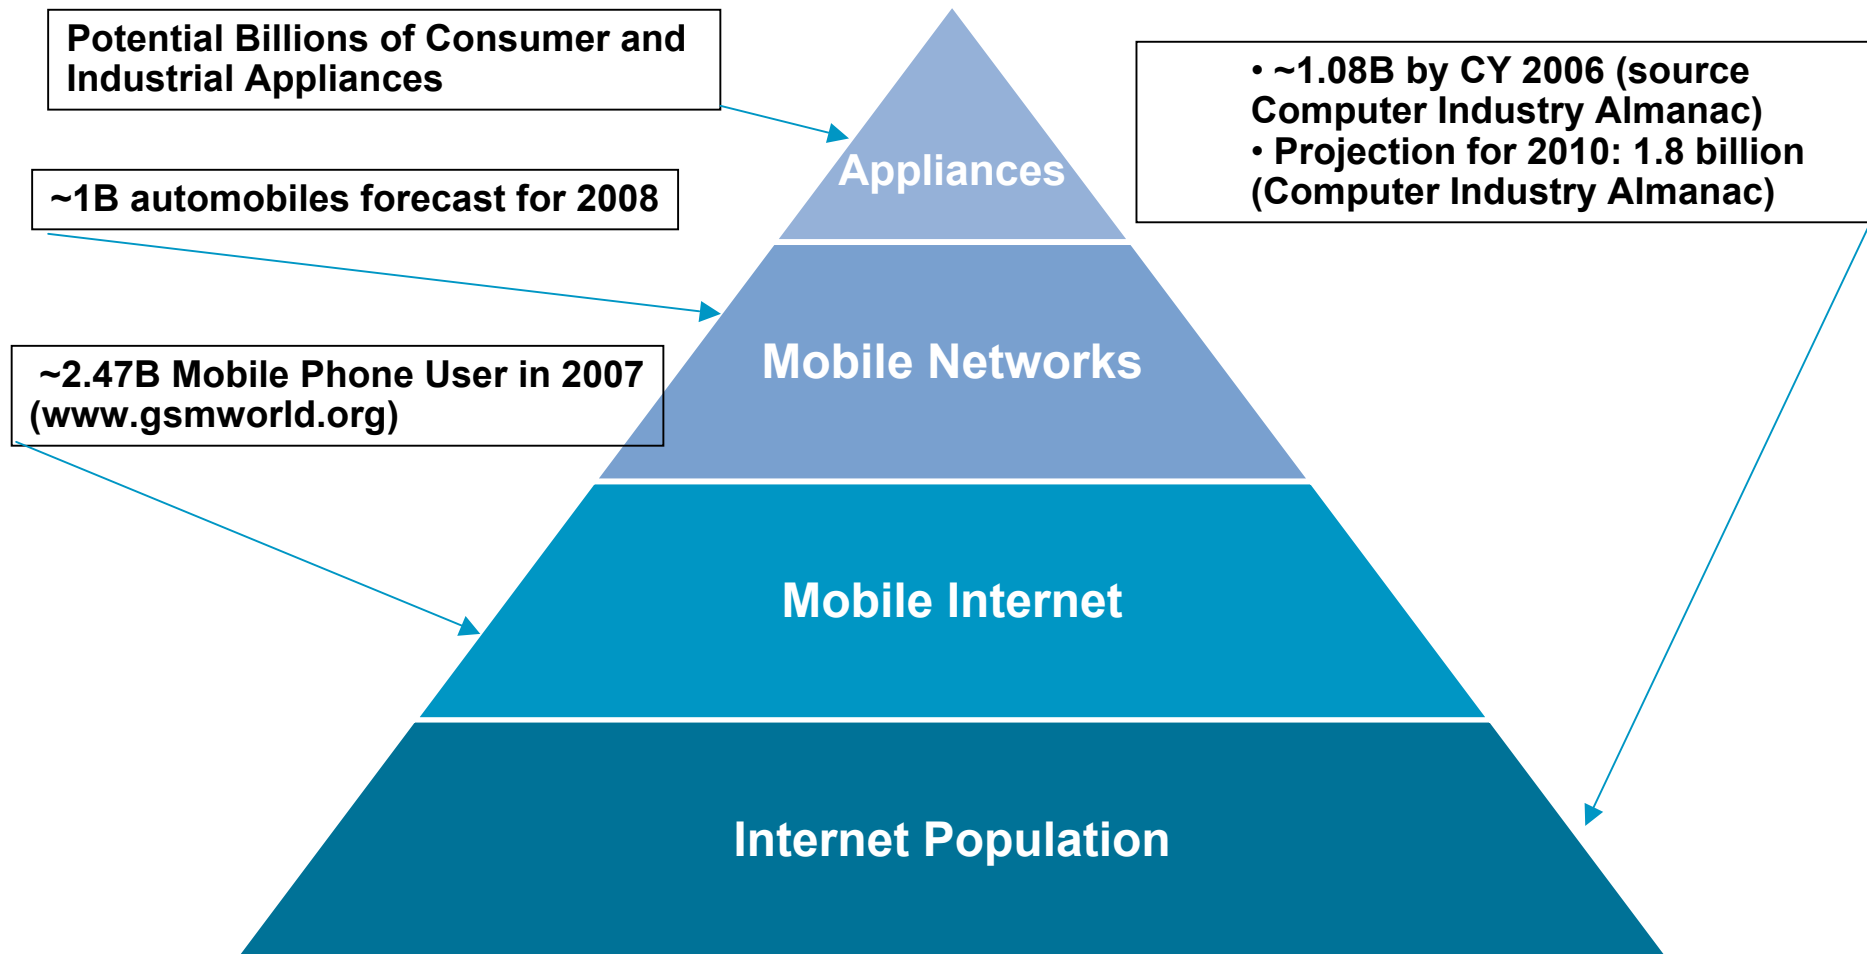 Potential Billions of Consumer and
Industrial Appliances
~1B automobiles forecast for 2008
~2.47B Mobile Phone User in 2007
(www.gsmworld.org)
• ~1.08B by CY 2006 (source
Computer Industry Almanac)
• Projection for 2010: 1.8 billion
(Computer Industry Almanac)
Appliances
Mobile Networks
Mobile Internet
Internet Population